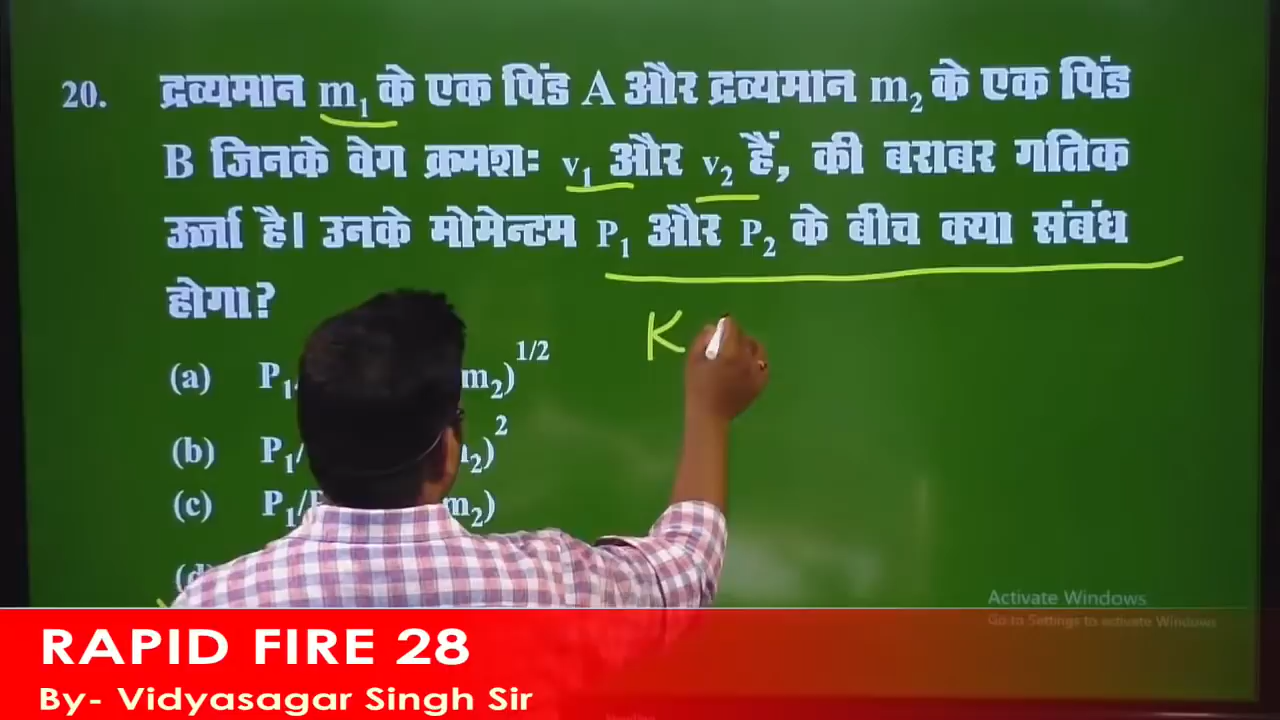 20. द्रव्यमान m₁ के एक पिंड A और द्रव्यमान m₂ के एक पिंड
B जिनके वेग क्रमशः v₁ और v₂ हैं, की बराबर गतिक
ऊर्जा है। उनके मोमेन्टम P₁ और P₂ के बीच क्या संबंध
होगा?
K
(a) P₁ m₂)^1/2
(b) P₁/ ₂)²
(c) P₁/P m₂)
(d)
Activate Windows
Go to Settings to activate Windows
RAPID FIRE 28
By- Vidyasagar Singh Sir